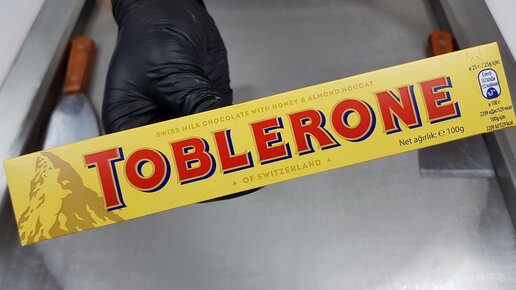 SWISS MILK CHOCOLATE WITH HONEY & ALMOND NOUGAT
TOBLERONE
OF SWITZERLAND
Net ağırlık: ℮ 100g